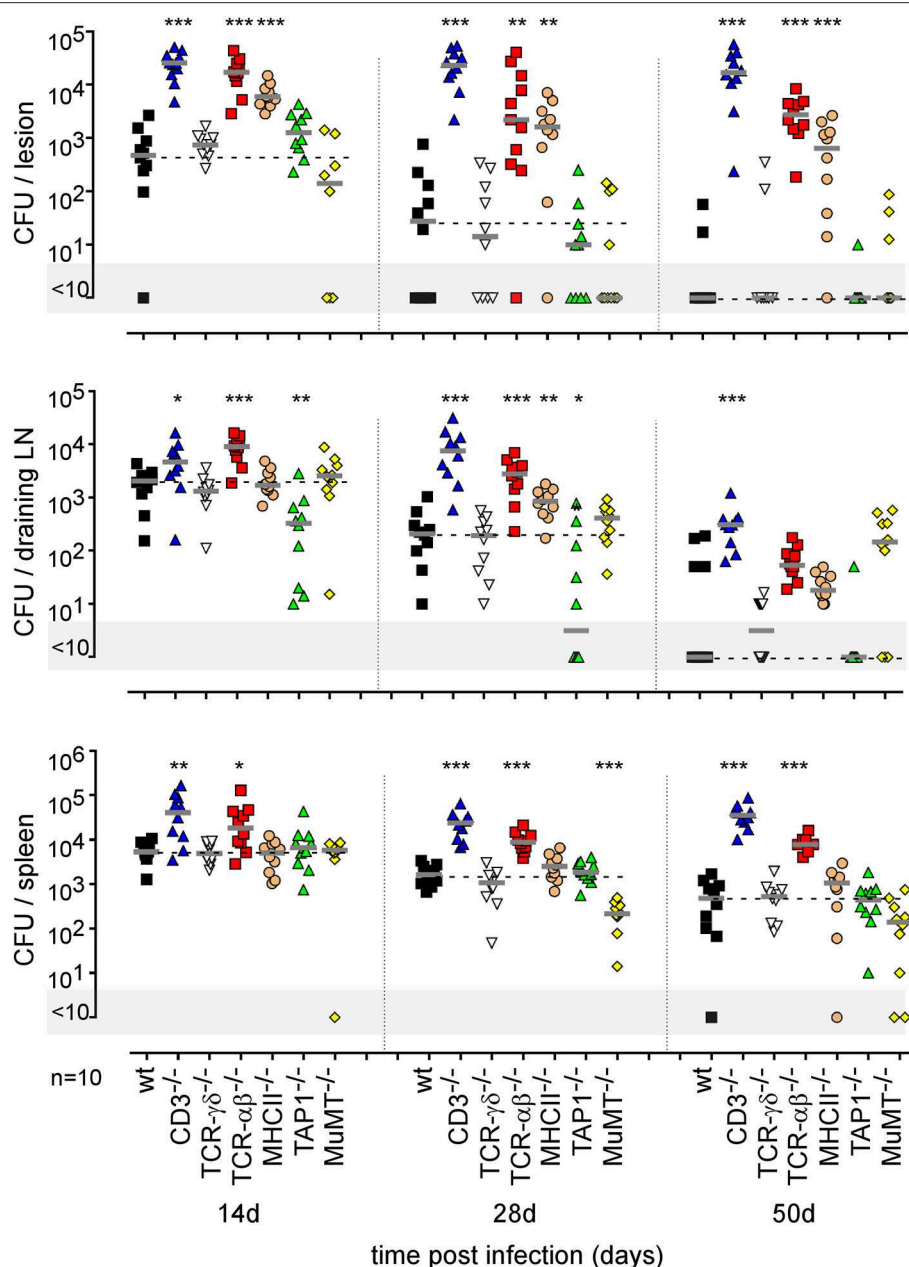 *** *** *** *** ** ** *** *** ***
10⁵
10⁴
10³
10²
10¹
<10
CFU / lesion
* *** ** *** *** ** * ***
10⁵
10⁴
10³
10²
10¹
<10
CFU / draining LN
** * *** *** *** *** ***
10⁶
10⁵
10⁴
10³
10²
10¹
<10
CFU / spleen
n=10
wt
CD3⁻/⁻
TCR-γδ⁻/⁻
TCR-αβ⁻/⁻
MHCII⁻/⁻
TAP1⁻/⁻
MuMT⁻/⁻
wt
CD3⁻/⁻
TCR-γδ⁻/⁻
TCR-αβ⁻/⁻
MHCII⁻/⁻
TAP1⁻/⁻
MuMT⁻/⁻
wt
CD3⁻/⁻
TCR-γδ⁻/⁻
TCR-αβ⁻/⁻
MHCII⁻/⁻
TAP1⁻/⁻
MuMT⁻/⁻
14d 28d 50d
time post infection (days)